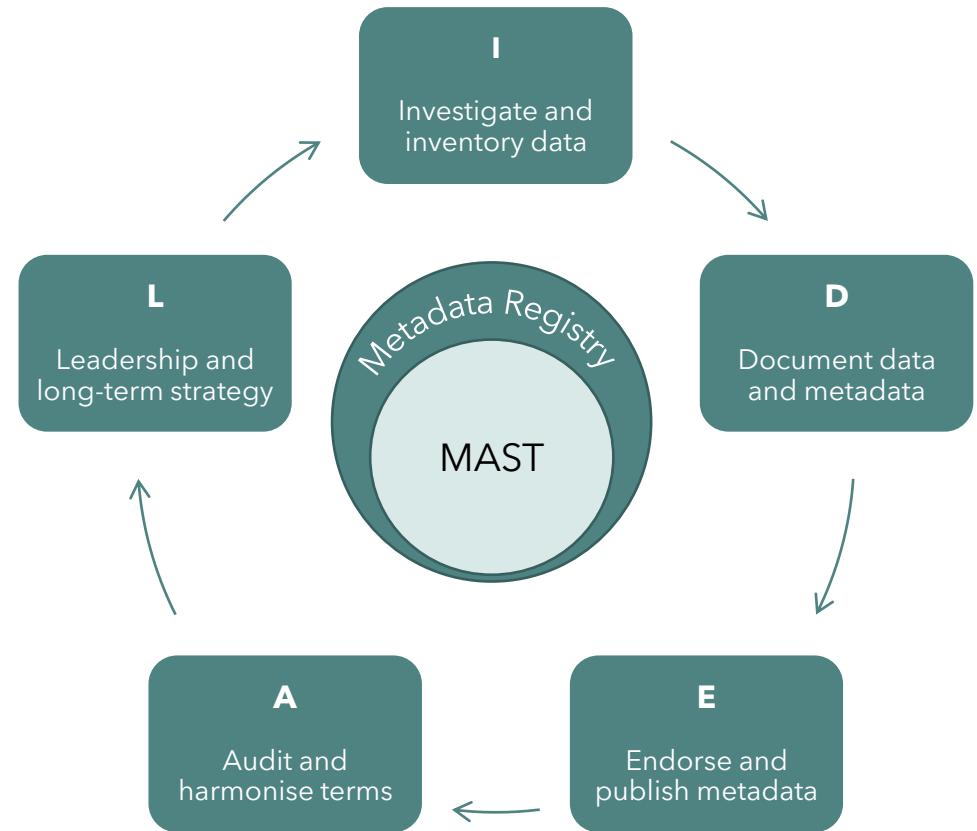 I
Investigate and
inventory data
D
Document data
and metadata
E
Endorse and
publish metadata
A
Audit and
harmonise terms
L
Leadership and
long-term strategy
Metadata Registry
MAST